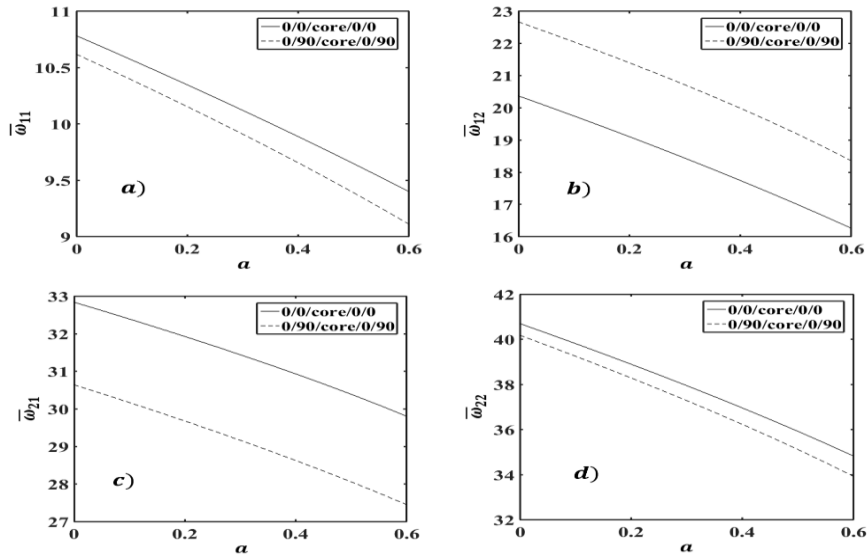 11
10.5
10
9.5
9
ω̅₁₁
0/0/core/0/0
0/90/core/0/90
a)
0 0.2 0.4 0.6
a
23
22
21
20
19
18
17
16
ω̅₁₂
0/0/core/0/0
0/90/core/0/90
b)
0 0.2 0.4 0.6
a
33
32
31
30
29
28
27
ω̅₂₁
0/0/core/0/0
0/90/core/0/90
c)
0 0.2 0.4 0.6
a
42
40
38
36
34
32
ω̅₂₂
0/0/core/0/0
0/90/core/0/90
d)
0 0.2 0.4 0.6
a